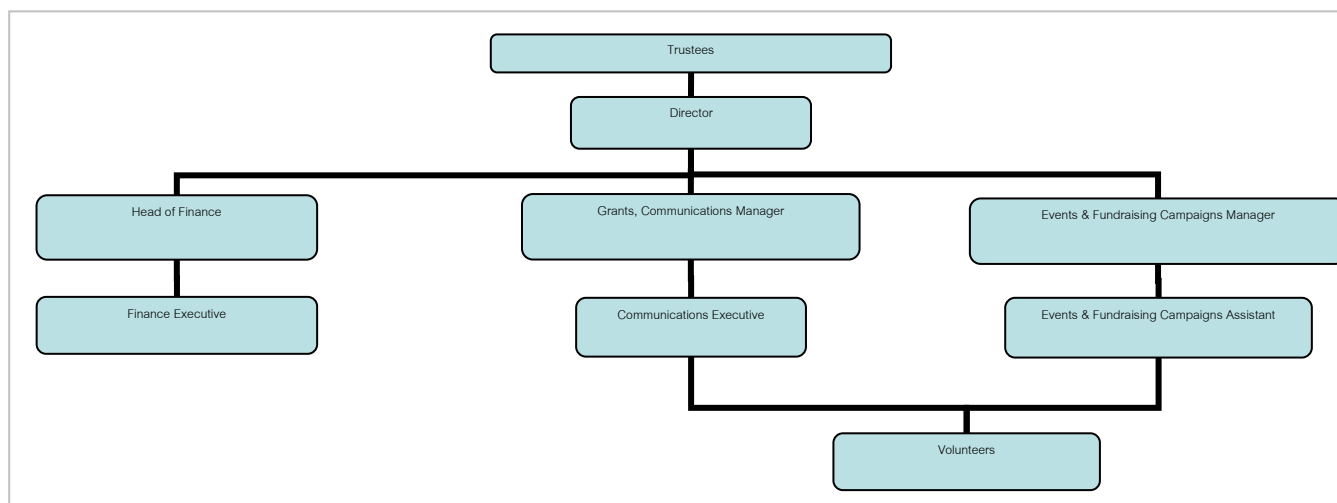 Trustees
Director
Head of Finance
Grants, Communications Manager
Events & Fundraising Campaigns Manager
Finance Executive
Communications Executive
Events & Fundraising Campaigns Assistant
Volunteers